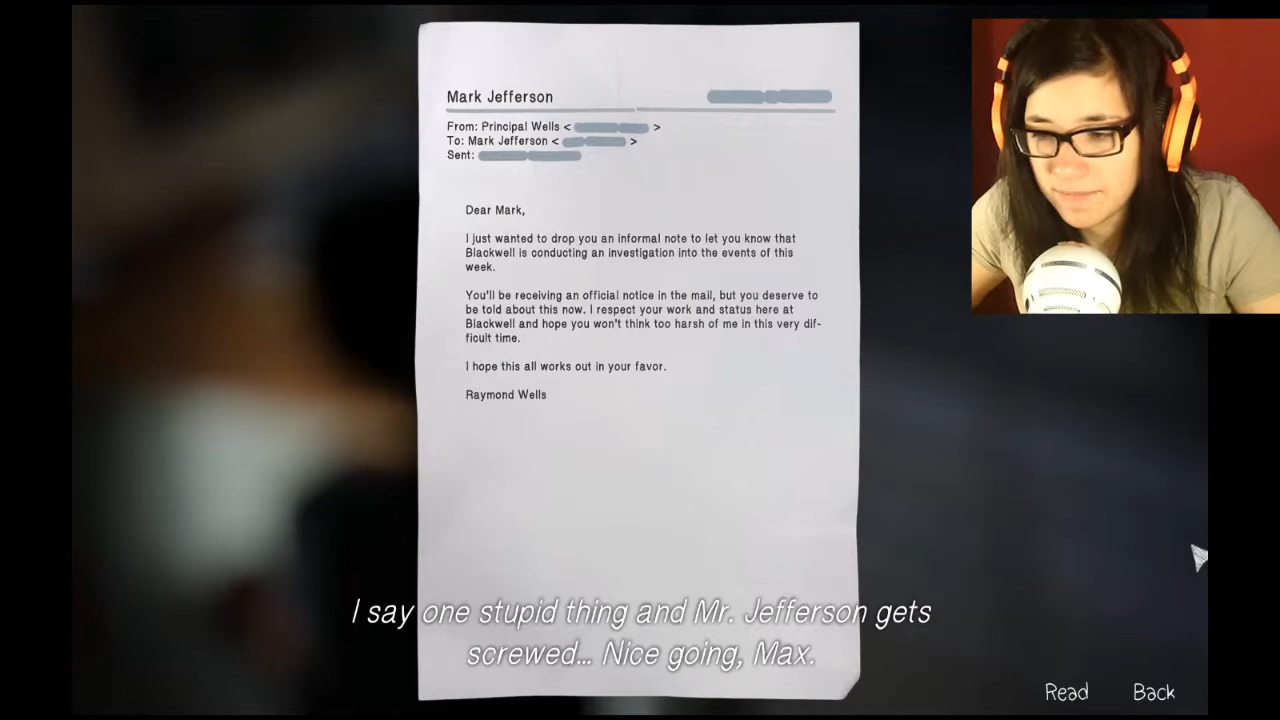 Mark Jefferson
From: Principal Wells < >
To: Mark Jefferson < >
Sent:
Dear Mark,
I just wanted to drop you an informal note to let you know that
Blackwell is conducting an investigation into the events of this
week.
You'll be receiving an official notice in the mail, but you deserve to
be told about this now. I respect your work and status here at
Blackwell and hope you won't think too harsh of me in this very dif-
ficult time.
I hope this all works out in your favor.
Raymond Wells
I say one stupid thing and Mr. Jefferson gets
screwed... Nice going, Max.
Read Back